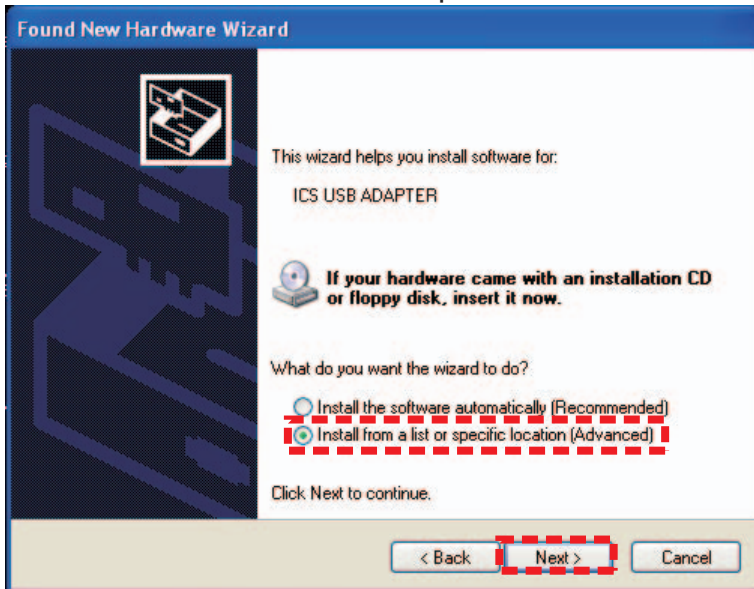 Found New Hardware Wizard
This wizard helps you install software for:
ICS USB ADAPTER
If your hardware came with an installation CD
or floppy disk, insert it now.
What do you want the wizard to do?
Install the software automatically (Recommended)
Install from a list or specific location (Advanced)
Click Next to continue.
< Back
Next >
Cancel